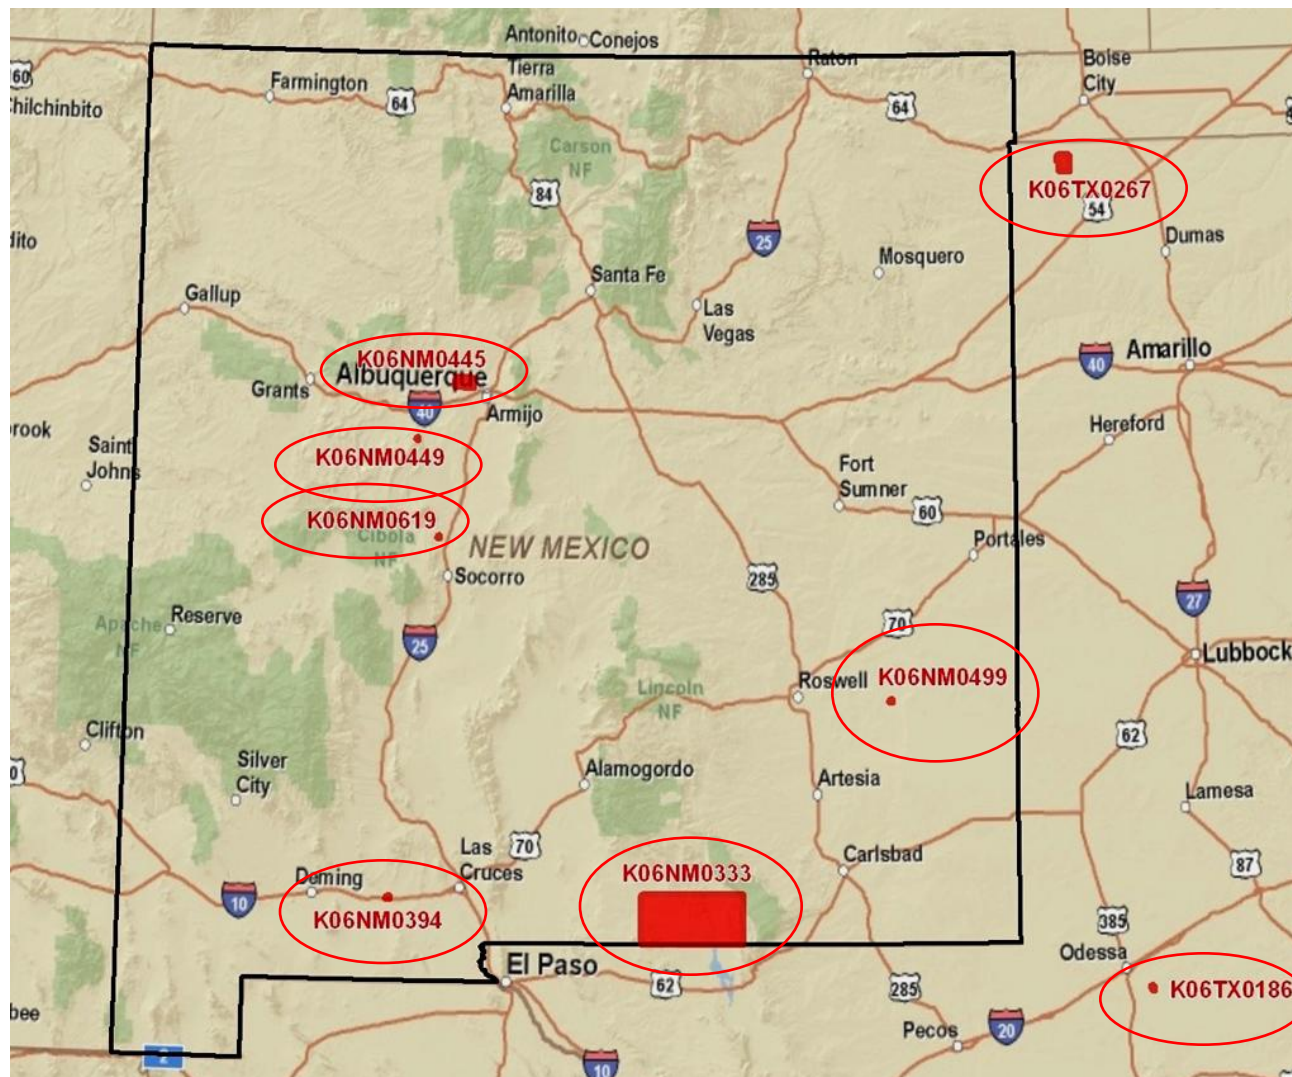 Antonito
Conejos
Raton
Boise
City
Tierra
Amarilla
60
Farmington
64
64
Chilchinbito
Carson
NF
K06TX0267
84
54
25
Dumas
Mosquero
Santa Fe
Gallup
Las
Vegas
K06NM0445
Amarillo
40
Albuquerque
Grants
40
Armijo
Hereford
Saint
Johns
K06NM0449
Fort
Sumner
60
K06NM0619
Cibola
NF
NEW MEXICO
Portales
Socorro
285
27
Reserve
Apache
NF
70
25
Lubbock
Roswell
K06NM0499
Lincoln
NF
Clifton
62
Silver
City
Alamogordo
Artesia
Lamesa
Las
Cruces
70
Carlsbad
87
Deming
K06NM0333
10
K06NM0394
385
Odessa
El Paso
62
285
K06TX0186
Pecos
20
2
10